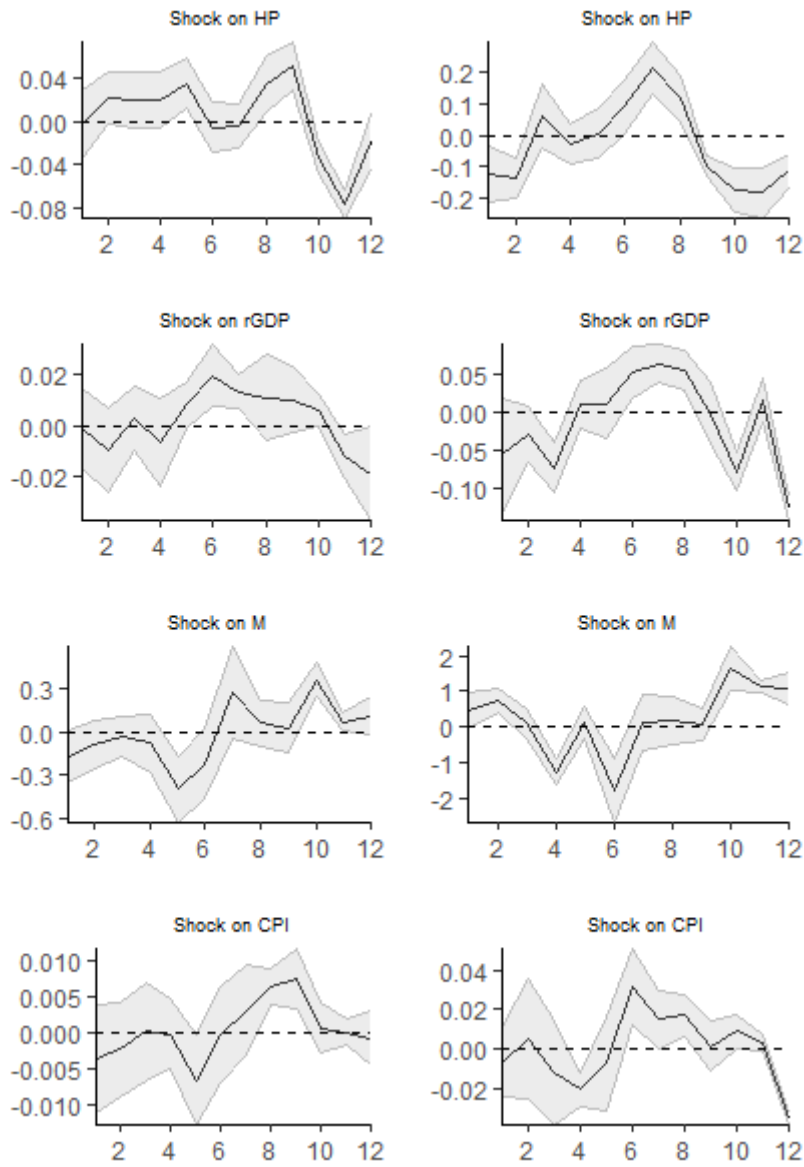 Shock on HP
Shock on HP
0.04
0.00
-0.04
-0.08
2 4 6 8 10 12
0.2
0.1
0.0
-0.1
-0.2
2 4 6 8 10 12
Shock on rGDP
Shock on rGDP
0.02
0.00
-0.02
2 4 6 8 10 12
0.05
0.00
-0.05
-0.10
2 4 6 8 10 12
Shock on M
Shock on M
0.3
0.0
-0.3
-0.6
2 4 6 8 10 12
2
1
0
-1
-2
2 4 6 8 10 12
Shock on CPI
Shock on CPI
0.010
0.005
0.000
-0.005
-0.010
2 4 6 8 10 12
0.04
0.02
0.00
-0.02
2 4 6 8 10 12